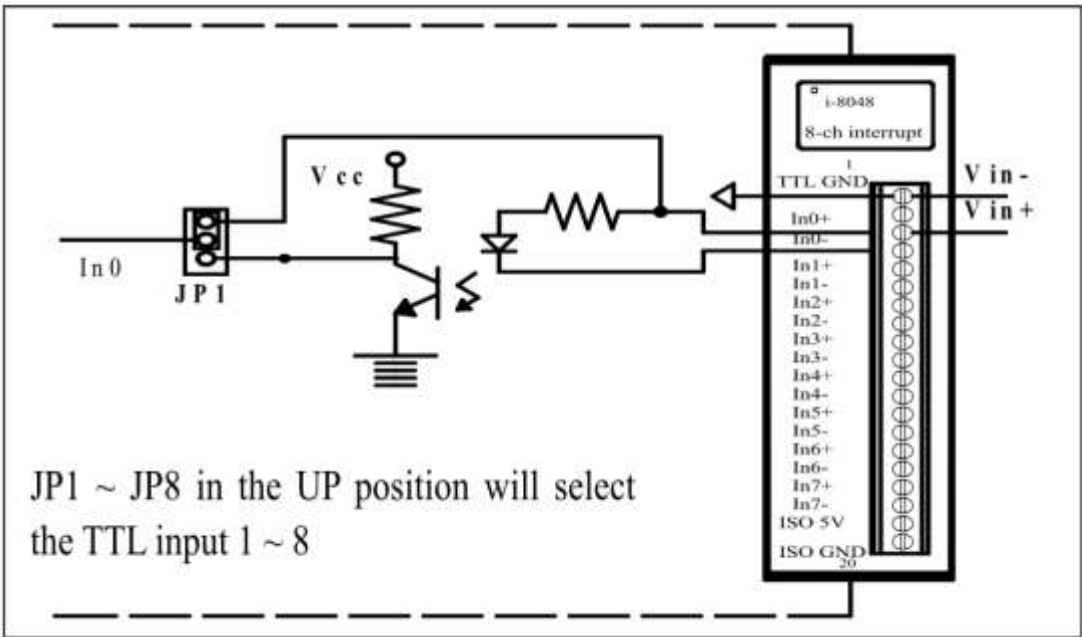 i-8048
8-ch interrupt
1
TTL GND
Vin-
Vin+
In0+
In0-
In1+
In1-
In2+
In2-
In3+
In3-
In4+
In4-
In5+
In5-
In6+
In6-
In7+
In7-
ISO 5V
ISO GND
20
Vcc
In0
JP1
JP1 ~ JP8 in the UP position will select
the TTL input 1 ~ 8